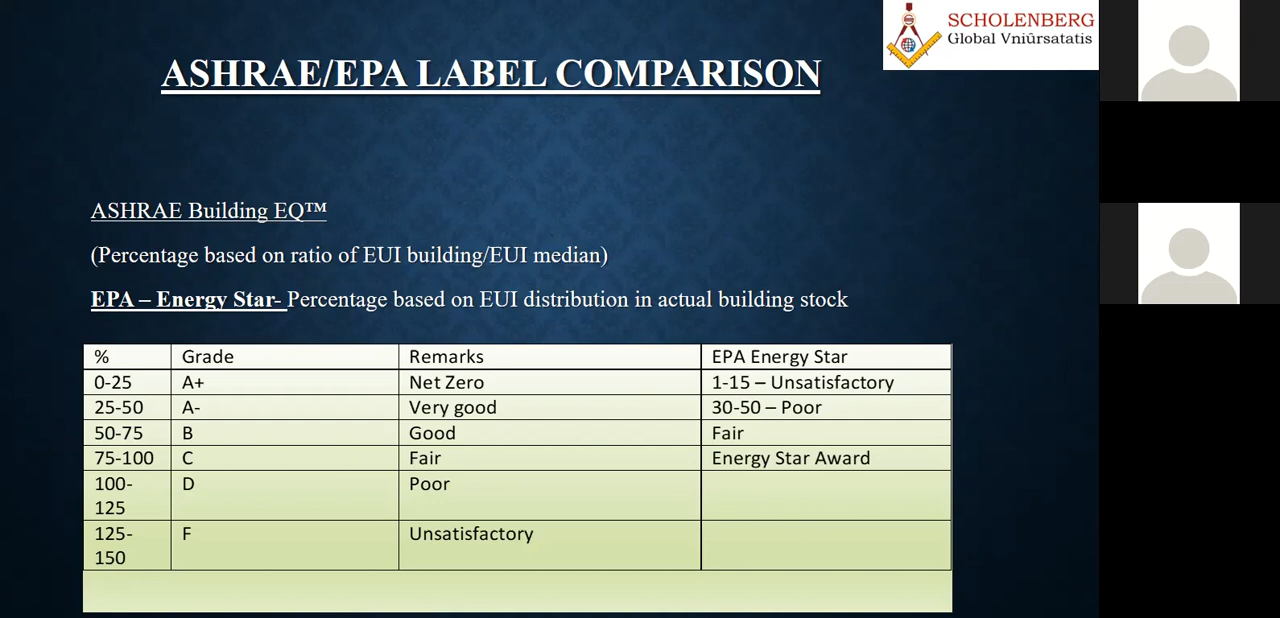 SCHOLENBERG
Global Vniûrsatatis
ASHRAE/EPA LABEL COMPARISON
ASHRAE Building EQ™
(Percentage based on ratio of EUI building/EUI median)
EPA – Energy Star- Percentage based on EUI distribution in actual building stock
% Grade Remarks EPA Energy Star
0-25 A+ Net Zero 1-15 – Unsatisfactory
25-50 A- Very good 30-50 – Poor
50-75 B Good Fair
75-100 C Fair Energy Star Award
100- D Poor
125
125- F Unsatisfactory
150